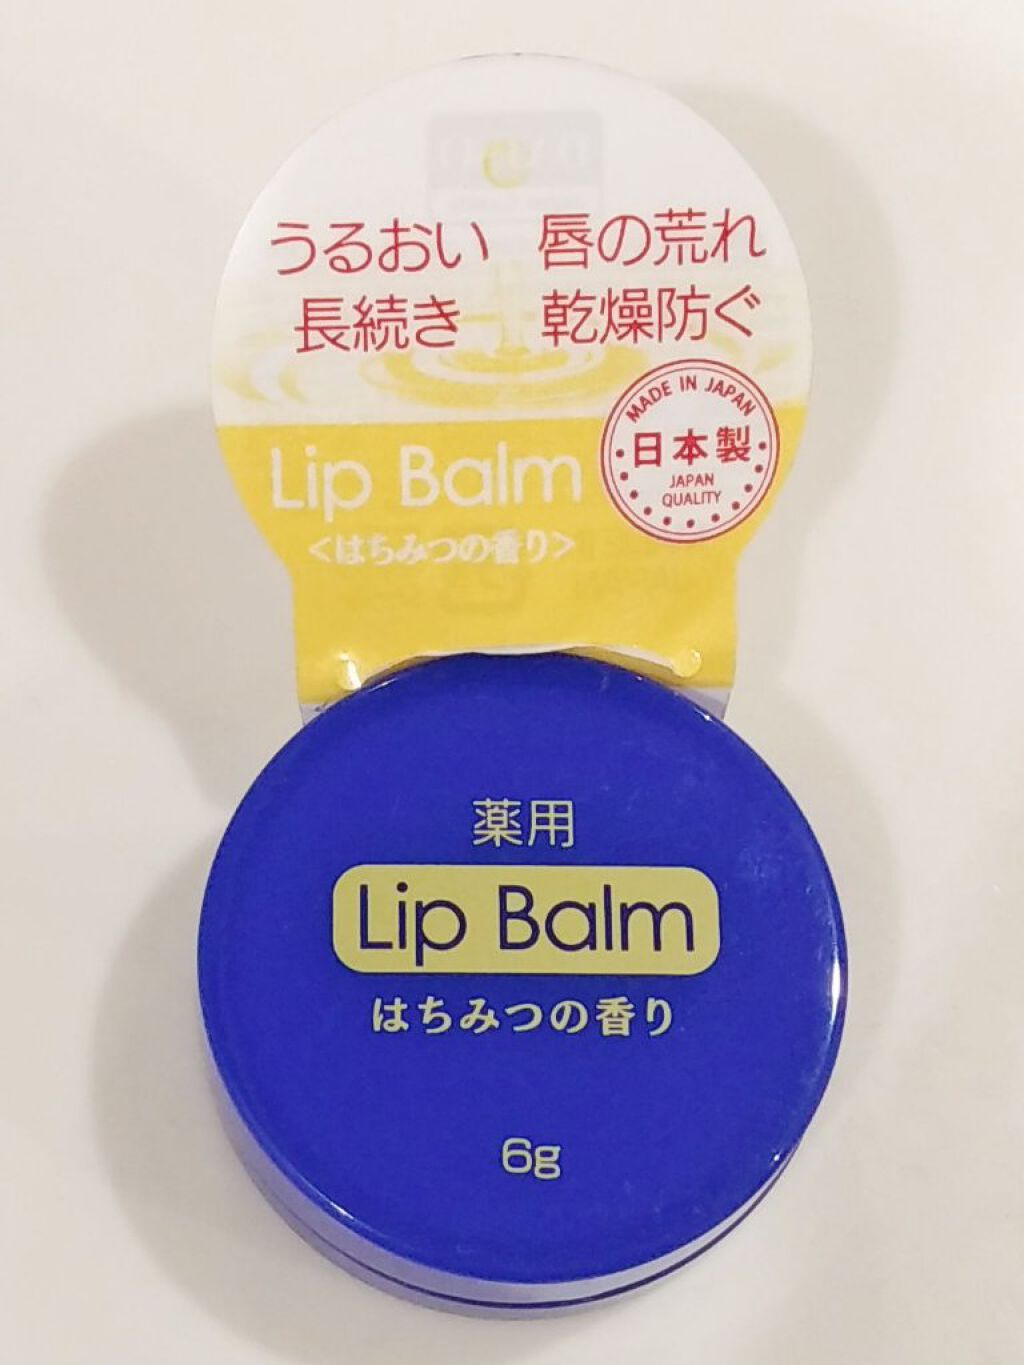 うるおい 唇の荒れ
長続き 乾燥防ぐ
MADE IN JAPAN
日本製
JAPAN
QUALITY
Lip Balm
<はちみつの香り>
薬用
Lip Balm
はちみつの香り
6g